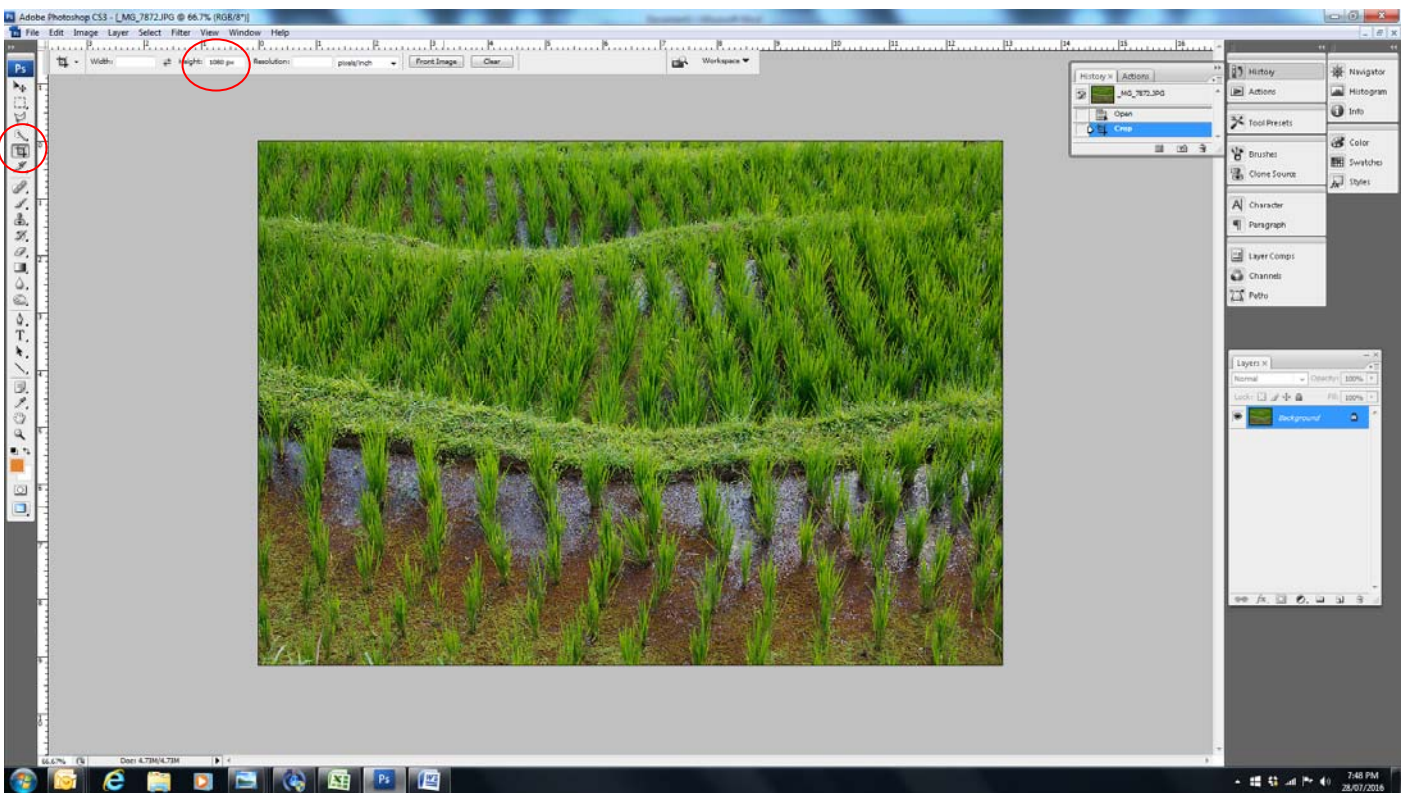 Adobe Photoshop CS3 - [_MG_7872.JPG @ 66.7% (RGB/8*)]
File Edit Image Layer Select Filter View Window Help
Width: Height: 1080 px Resolution: pixels/inch Front Image Clear Workspace
Ps
History × Actions
_MG_7872.JPG
Open
Crop
History
Actions
Tool Presets
Brushes
Clone Source
Character
Paragraph
Layer Comps
Channels
Paths
Navigator
Histogram
Info
Color
Swatches
Styles
Layers ×
Normal Opacity: 100%
Lock: Fill: 100%
Background
66.67% Doc: 4.73M/4.73M
Ps
7:48 PM
28/07/2016